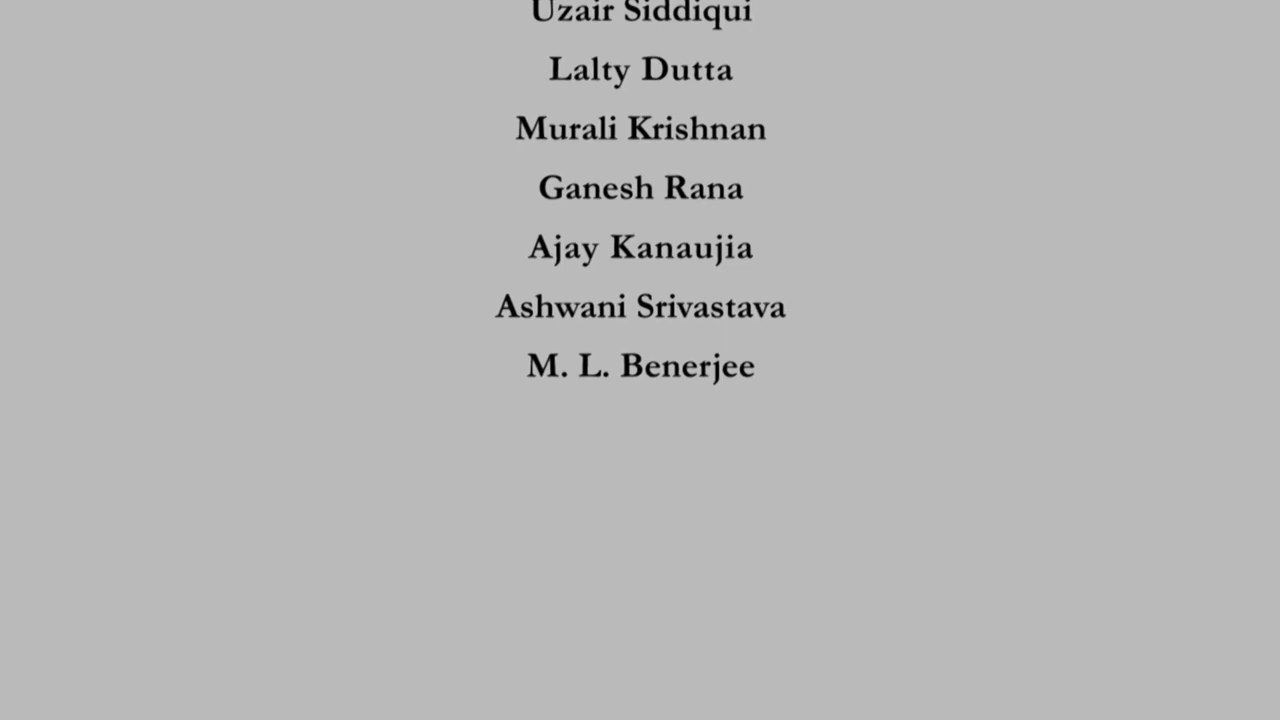 Uzair Siddiqui
Lalty Dutta
Murali Krishnan
Ganesh Rana
Ajay Kanaujia
Ashwani Srivastava
M. L. Benerjee